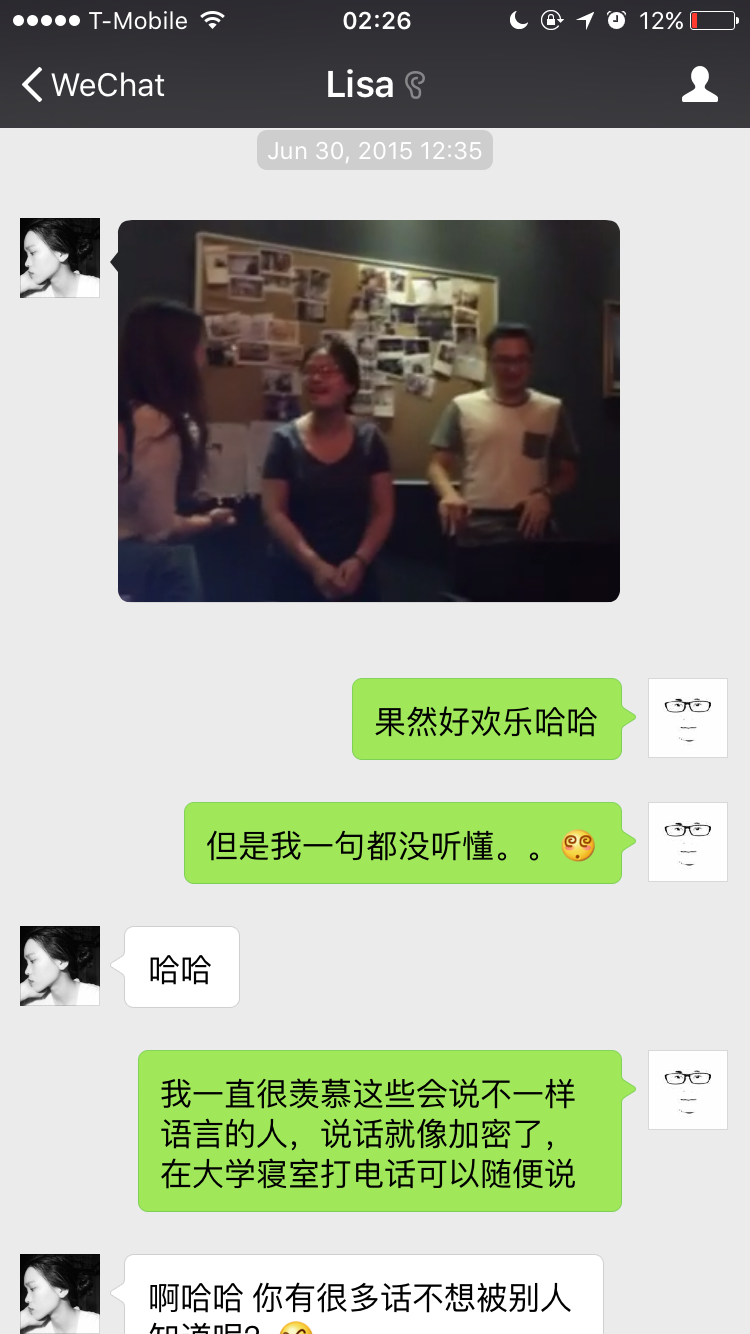 T-Mobile 02:26 12%
WeChat Lisa
Jun 30, 2015 12:35
果然好欢乐哈哈
但是我一句都没听懂。。😵
哈哈
我一直很羡慕这些会说不一样
语言的人，说话就像加密了，
在大学寝室打电话可以随便说
啊哈哈 你有很多话不想被别人
知道呢？